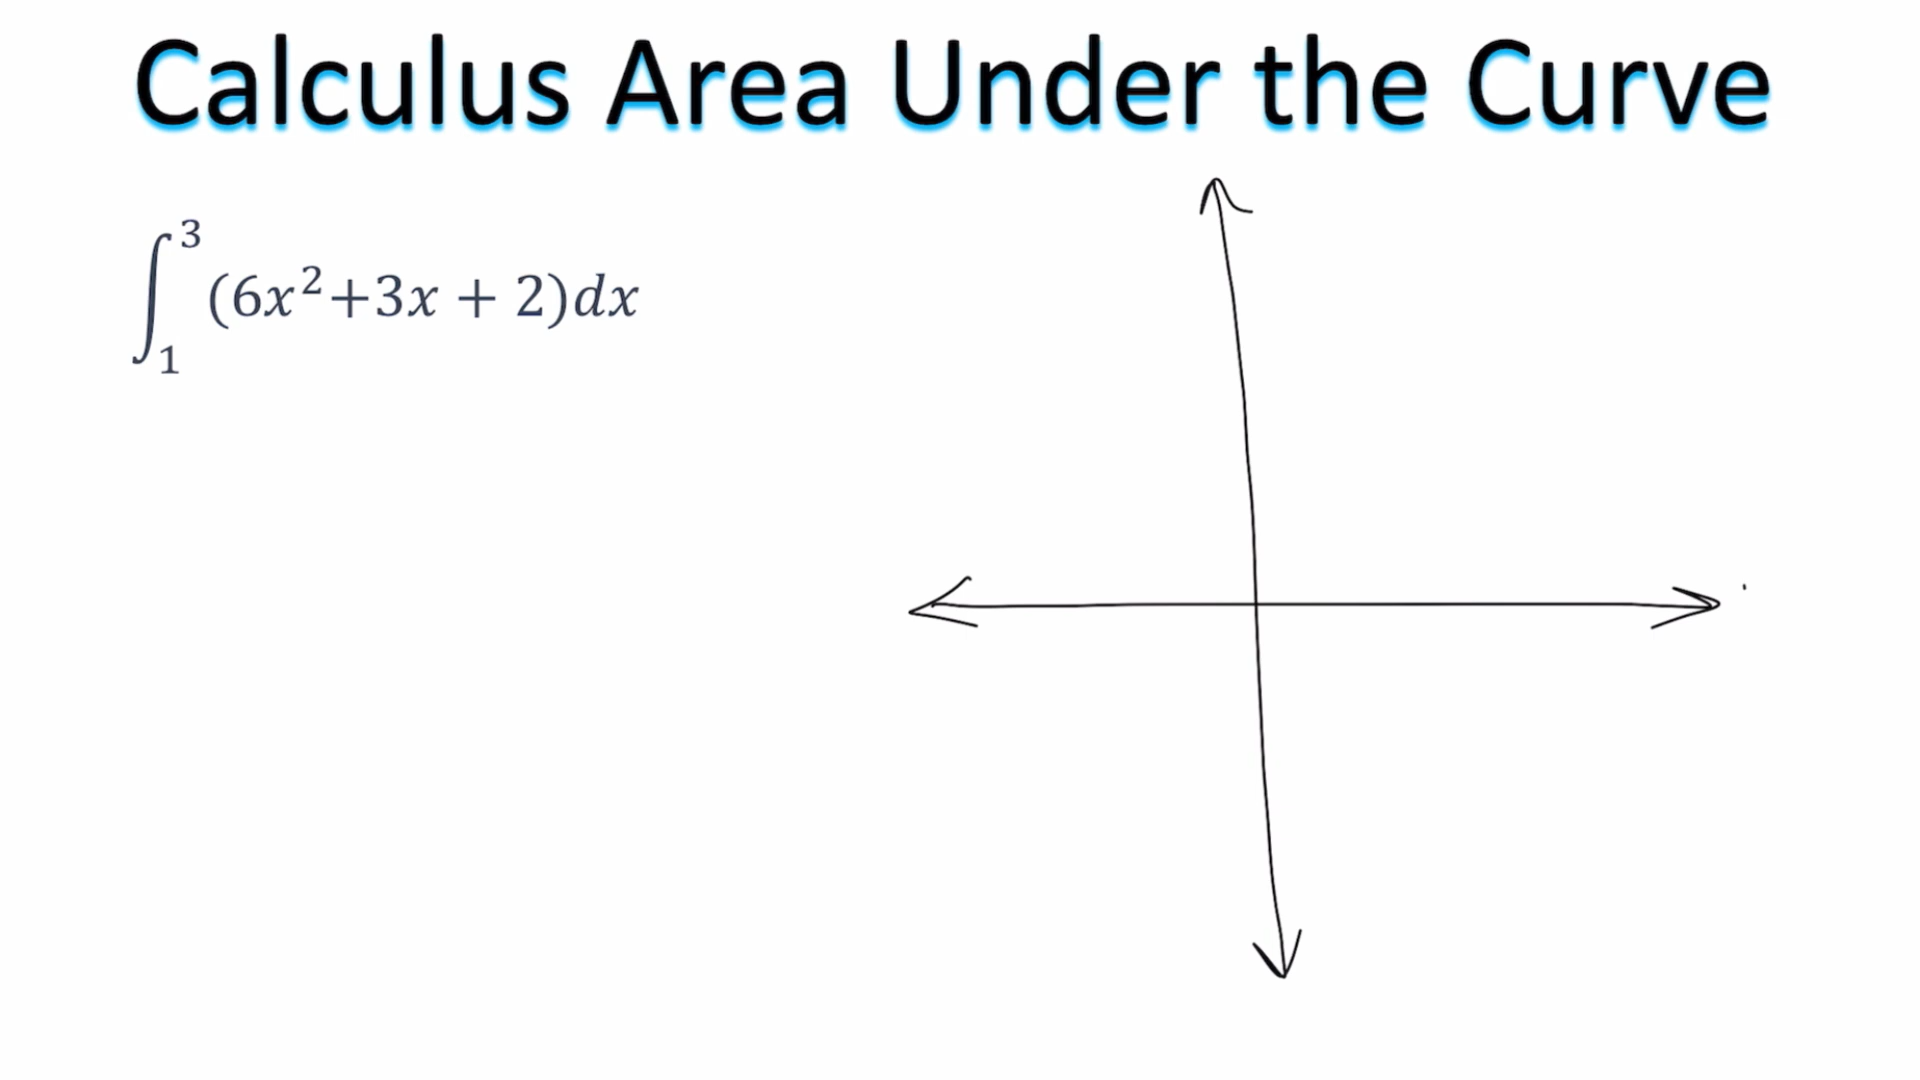 Calculus Area Under the Curve
∫₁³(6x²+3x + 2)dx